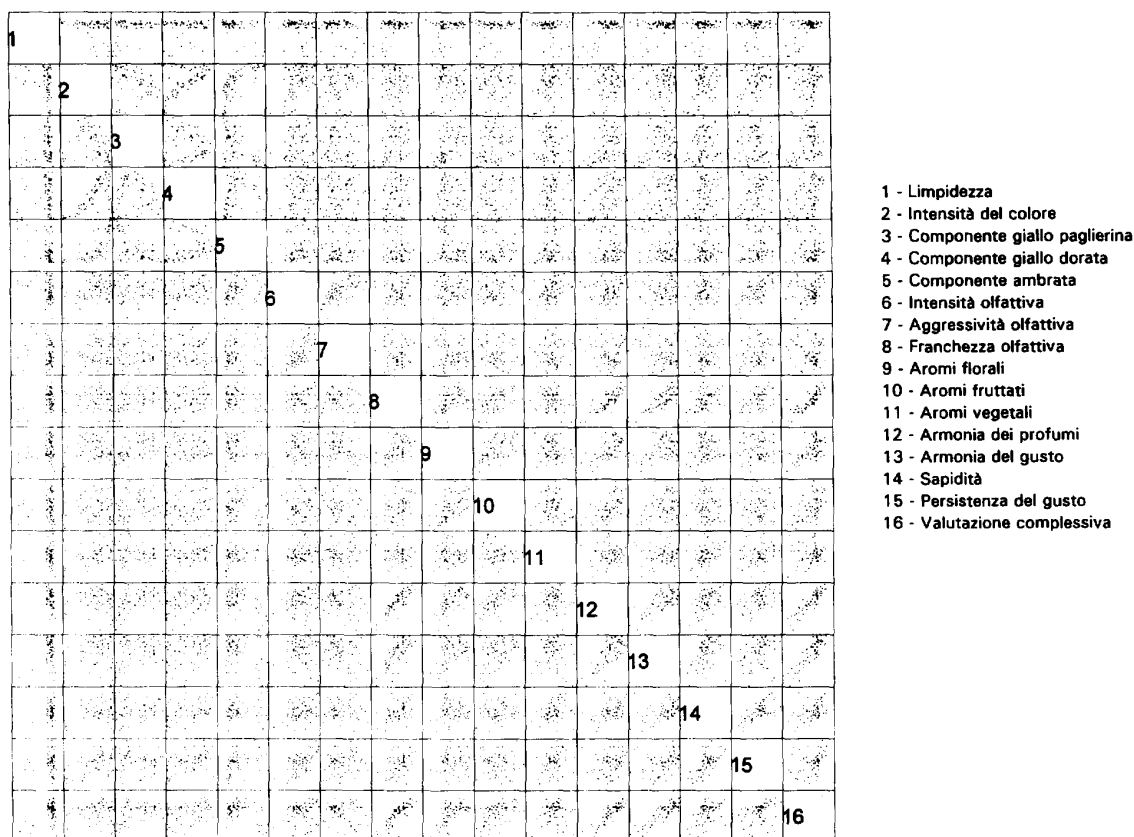 1
2
3
4
5
6
7
8
9
10
11
12
13
14
15
16
1 - Limpidezza
2 - Intensità del colore
3 - Componente giallo paglierina
4 - Componente giallo dorata
5 - Componente ambrata
6 - Intensità olfattiva
7 - Aggressività olfattiva
8 - Franchezza olfattiva
9 - Aromi florali
10 - Aromi fruttati
11 - Aromi vegetali
12 - Armonia dei profumi
13 - Armonia del gusto
14 - Sapidità
15 - Persistenza del gusto
16 - Valutazione complessiva